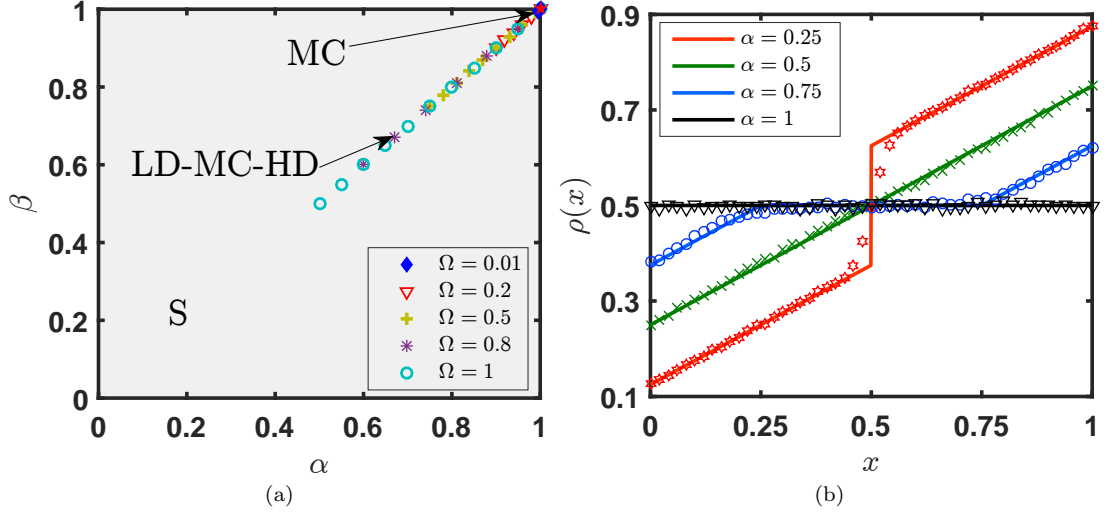 MC
LD-MC-HD
S
Ω = 0.01
Ω = 0.2
Ω = 0.5
Ω = 0.8
Ω = 1
β
1
0.8
0.6
0.4
0.2
0
0 0.2 0.4 0.6 0.8 1
α
(a)
α = 0.25
α = 0.5
α = 0.75
α = 1
ρ(x)
0.9
0.7
0.5
0.3
0.1
0 0.25 0.5 0.75 1
x
(b)